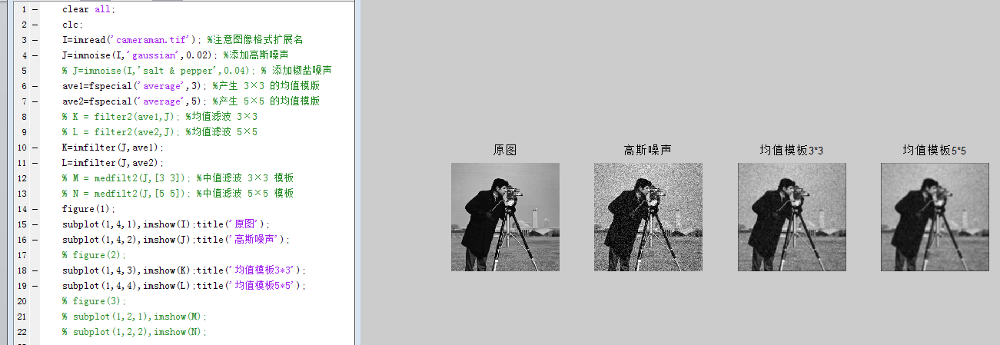 1 – clear all;
2 – clc;
3 – I=imread('cameraman.tif'); %注意图像格式扩展名
4 – J=imnoise(I,'gaussian',0.02); %添加高斯噪声
5 % J=imnoise(I,'salt & pepper',0.04); % 添加椒盐噪声
6 – ave1=fspecial('average',3); %产生 3×3 的均值模版
7 – ave2=fspecial('average',5); %产生 5×5 的均值模版
8 % K = filter2(ave1,J); %均值滤波 3×3
9 % L = filter2(ave2,J); %均值滤波 5×5
10 – K=imfilter(J,ave1);
11 – L=imfilter(J,ave2);
12 % M = medfilt2(J,[3 3]); %中值滤波 3×3 模板
13 % N = medfilt2(J,[5 5]); %中值滤波 5×5 模板
14 – figure(1);
15 – subplot(1,4,1),imshow(I);title('原图');
16 – subplot(1,4,2),imshow(J);title('高斯噪声');
17 % figure(2);
18 – subplot(1,4,3),imshow(K);title('均值模板3*3');
19 – subplot(1,4,4),imshow(L);title('均值模板5*5');
20 % figure(3);
21 % subplot(1,2,1),imshow(M);
22 % subplot(1,2,2),imshow(N);
原图
高斯噪声
均值模板3*3
均值模板5*5